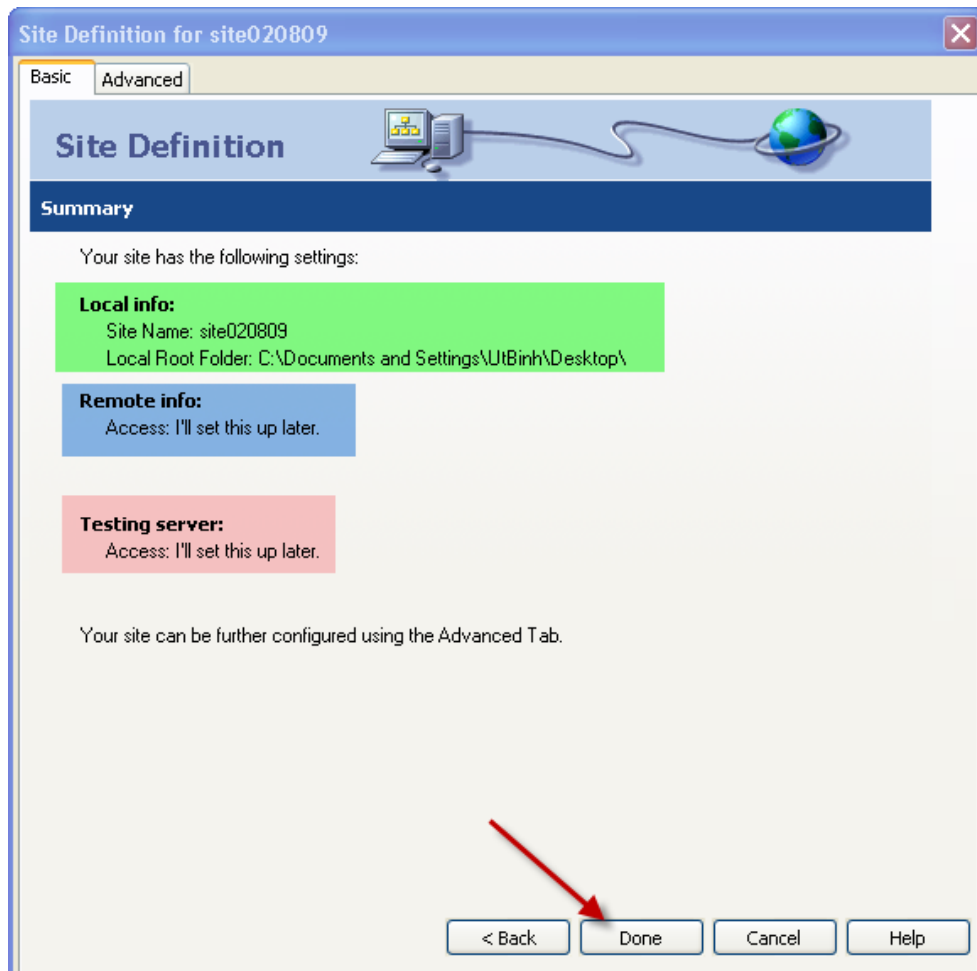 Site Definition for site020809
Basic
Advanced
Site Definition
Summary
Your site has the following settings:
Local info:
Site Name: site020809
Local Root Folder: C:\Documents and Settings\UtBinh\Desktop\
Remote info:
Access: I'll set this up later.
Testing server:
Access: I'll set this up later.
Your site can be further configured using the Advanced Tab.
< Back
Done
Cancel
Help